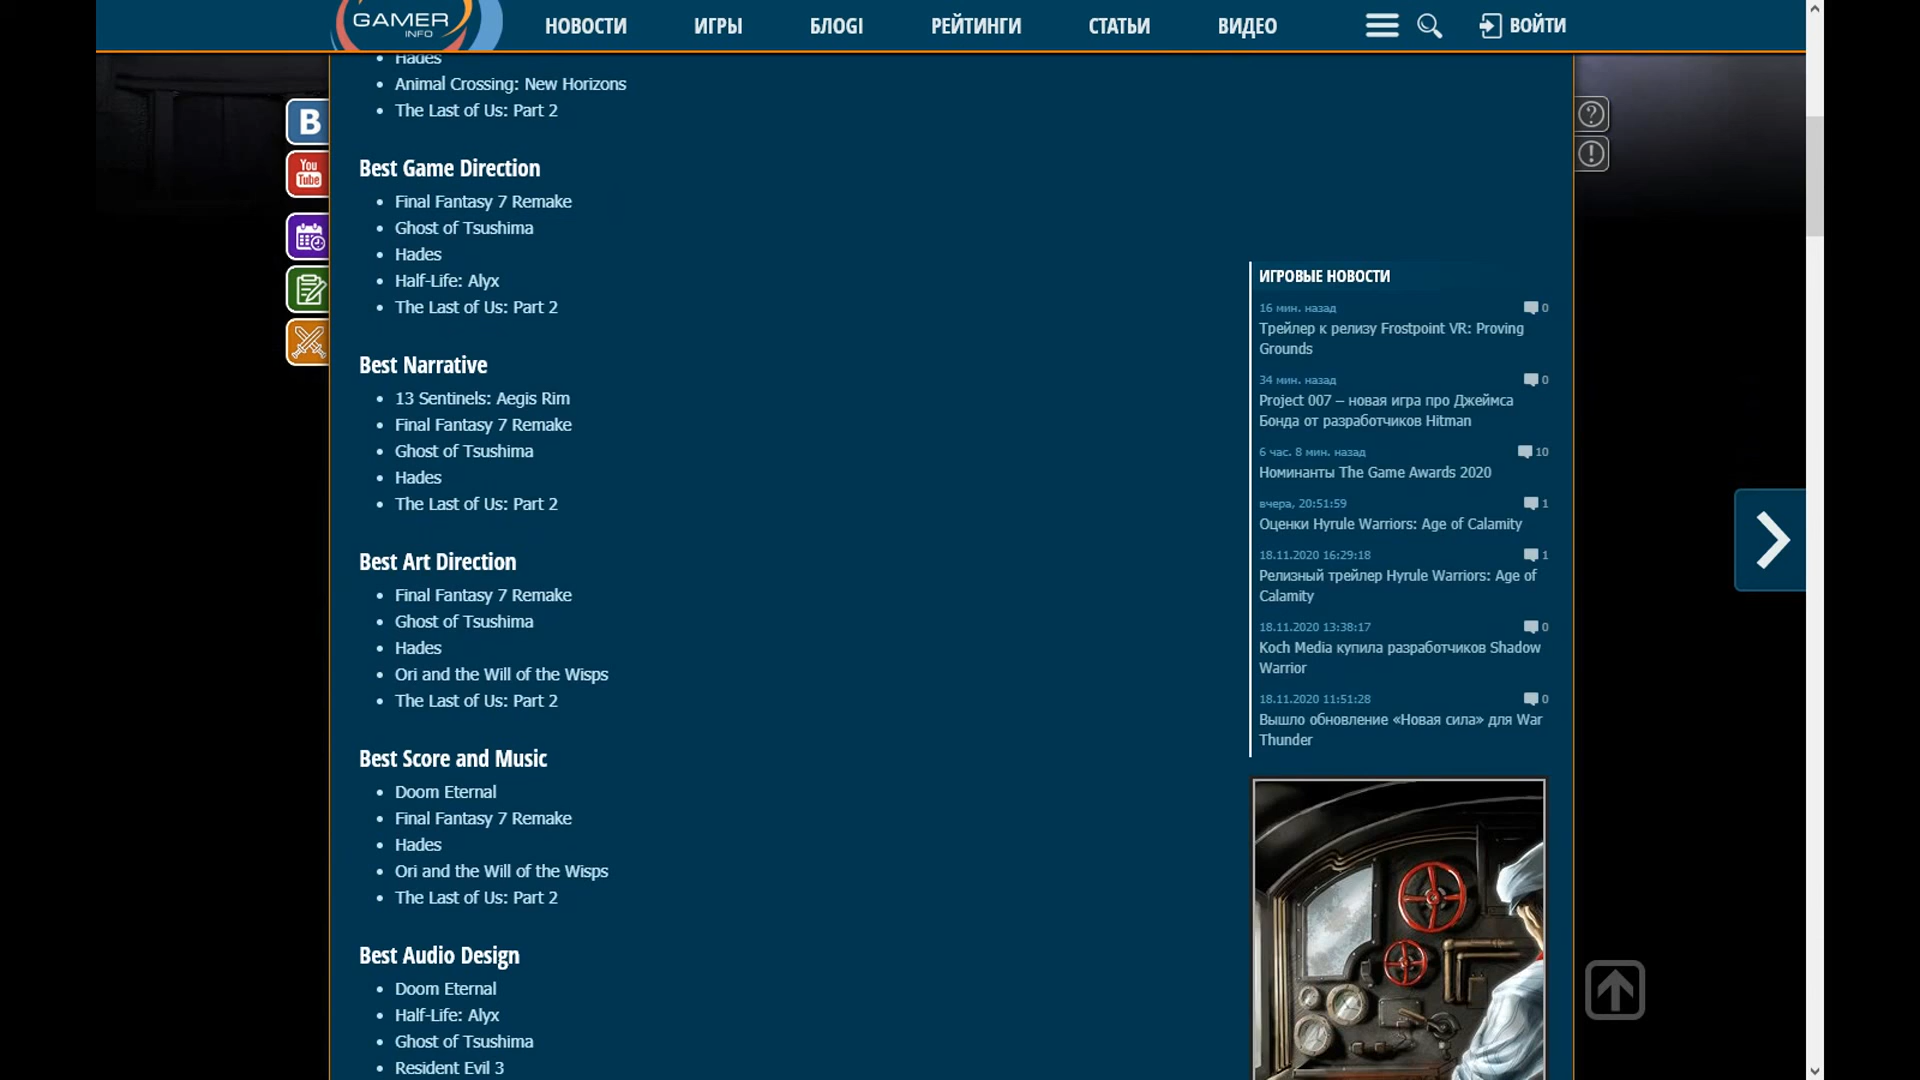 GAMER
INFO
НОВОСТИ
ИГРЫ
БЛОGI
РЕЙТИНГИ
СТАТЬИ
ВИДЕО
ВОЙТИ
B
You
Tube
Hades
Animal Crossing: New Horizons
The Last of Us: Part 2
Best Game Direction
Final Fantasy 7 Remake
Ghost of Tsushima
Hades
Half-Life: Alyx
The Last of Us: Part 2
Best Narrative
13 Sentinels: Aegis Rim
Final Fantasy 7 Remake
Ghost of Tsushima
Hades
The Last of Us: Part 2
Best Art Direction
Final Fantasy 7 Remake
Ghost of Tsushima
Hades
Ori and the Will of the Wisps
The Last of Us: Part 2
Best Score and Music
Doom Eternal
Final Fantasy 7 Remake
Hades
Ori and the Will of the Wisps
The Last of Us: Part 2
Best Audio Design
Doom Eternal
Half-Life: Alyx
Ghost of Tsushima
Resident Evil 3
ИГРОВЫЕ НОВОСТИ
16 мин. назад 0
Трейлер к релизу Frostpoint VR: Proving
Grounds
34 мин. назад 0
Project 007 – новая игра про Джеймса
Бонда от разработчиков Hitman
6 час. 8 мин. назад 10
Номинанты The Game Awards 2020
вчера, 20:51:59 1
Оценки Hyrule Warriors: Age of Calamity
18.11.2020 16:29:18 1
Релизный трейлер Hyrule Warriors: Age of
Calamity
18.11.2020 13:38:17 0
Koch Media купила разработчиков Shadow
Warrior
18.11.2020 11:51:28 0
Вышло обновление «Новая сила» для War
Thunder